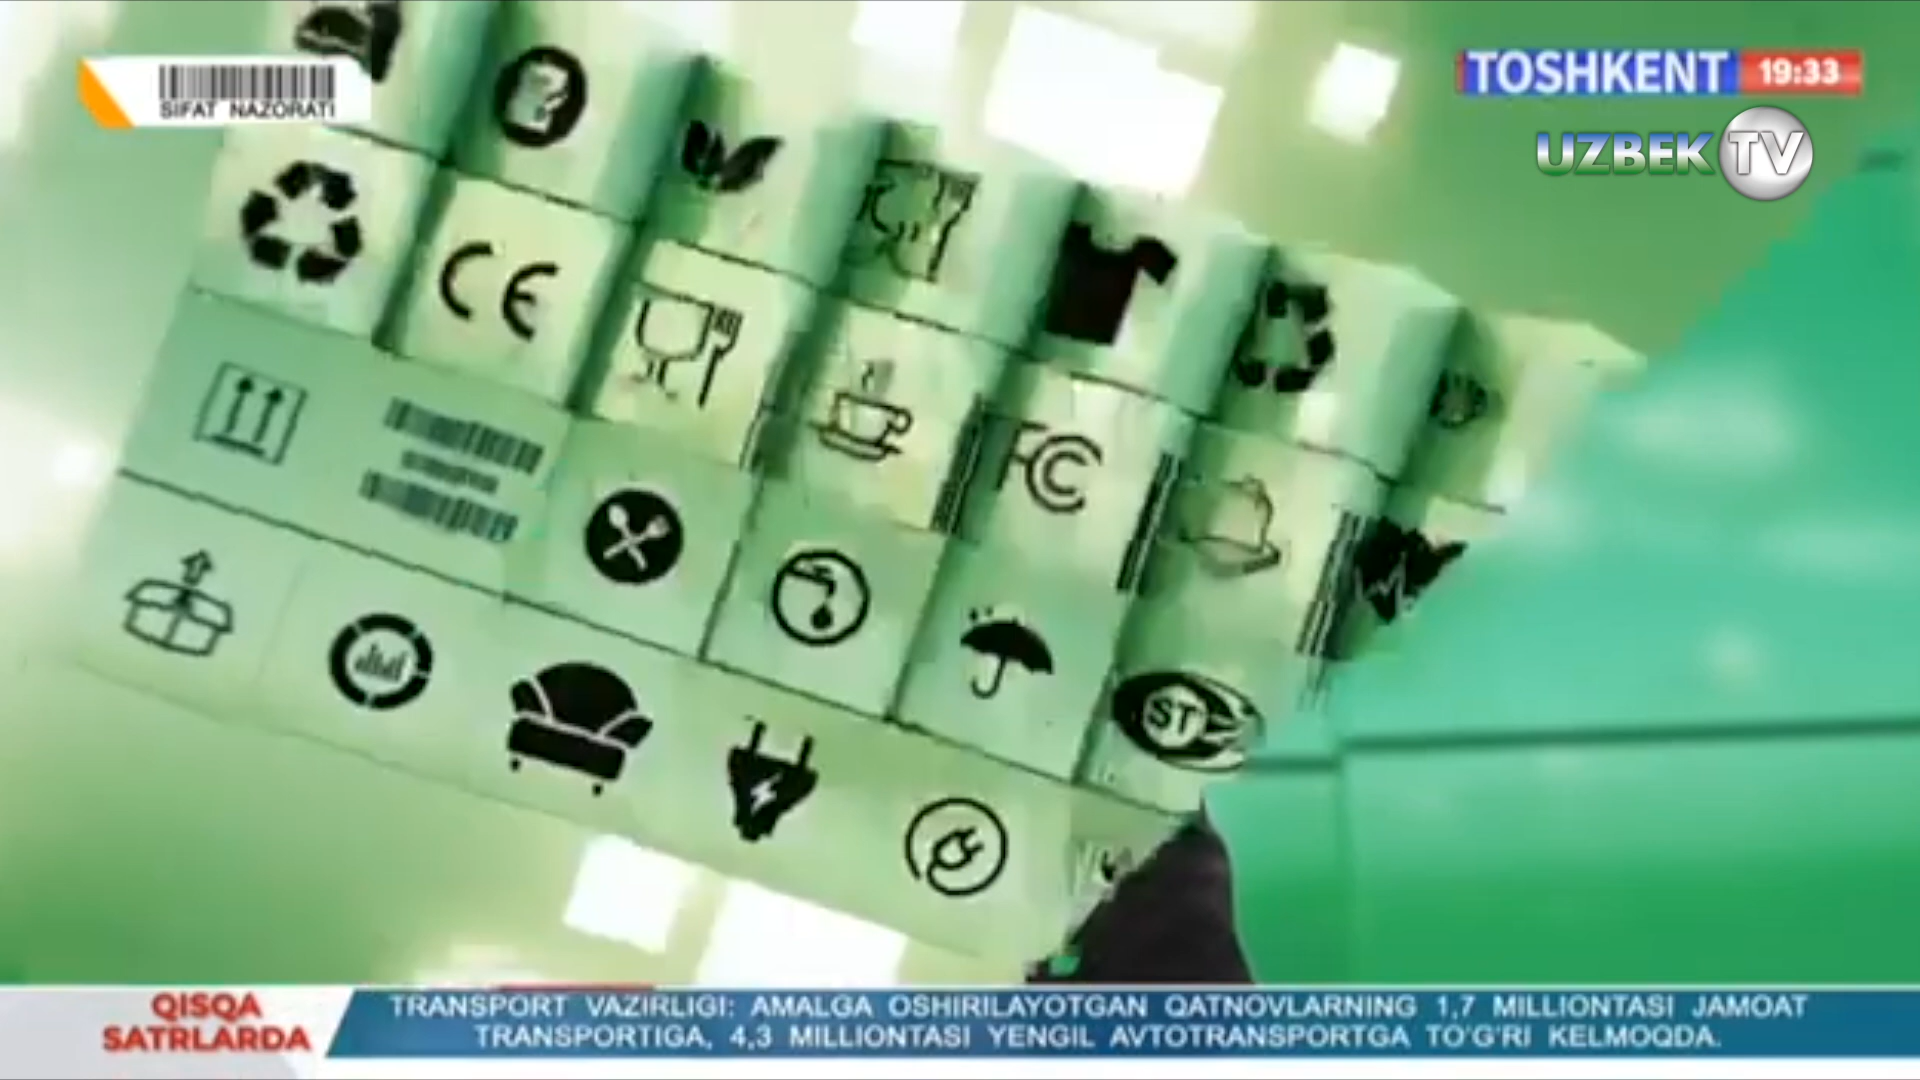 SIFAT NAZORATI
TOSHKENT 19:33
UZBEK TV
CE
FC
ST
QISQA
SATRLARDA
TRANSPORT VAZIRLIGI: AMALGA OSHIRILAYOTGAN QATNOVLARNING 1,7 MILLIONTASI JAMOAT
TRANSPORTIGA, 4,3 MILLIONTASI YENGIL AVTOTRANSPORTGA TO'G'RI KELMOQDA.